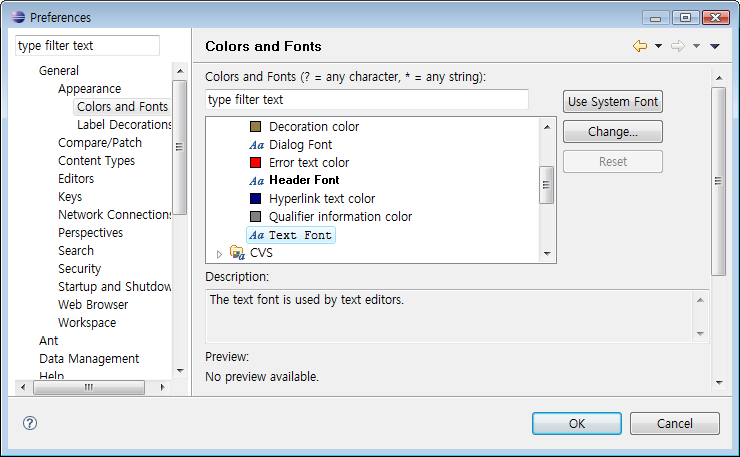 Preferences
type filter text
General
Appearance
Colors and Fonts
Label Decorations
Compare/Patch
Content Types
Editors
Keys
Network Connections
Perspectives
Search
Security
Startup and Shutdow
Web Browser
Workspace
Ant
Data Management
Help
Colors and Fonts
Colors and Fonts (? = any character, * = any string):
type filter text
Decoration color
Aa Dialog Font
Error text color
Aa Header Font
Hyperlink text color
Qualifier information color
Aa Text Font
CVS
Use System Font
Change...
Reset
Description:
The text font is used by text editors.
Preview:
No preview available.
?
OK
Cancel